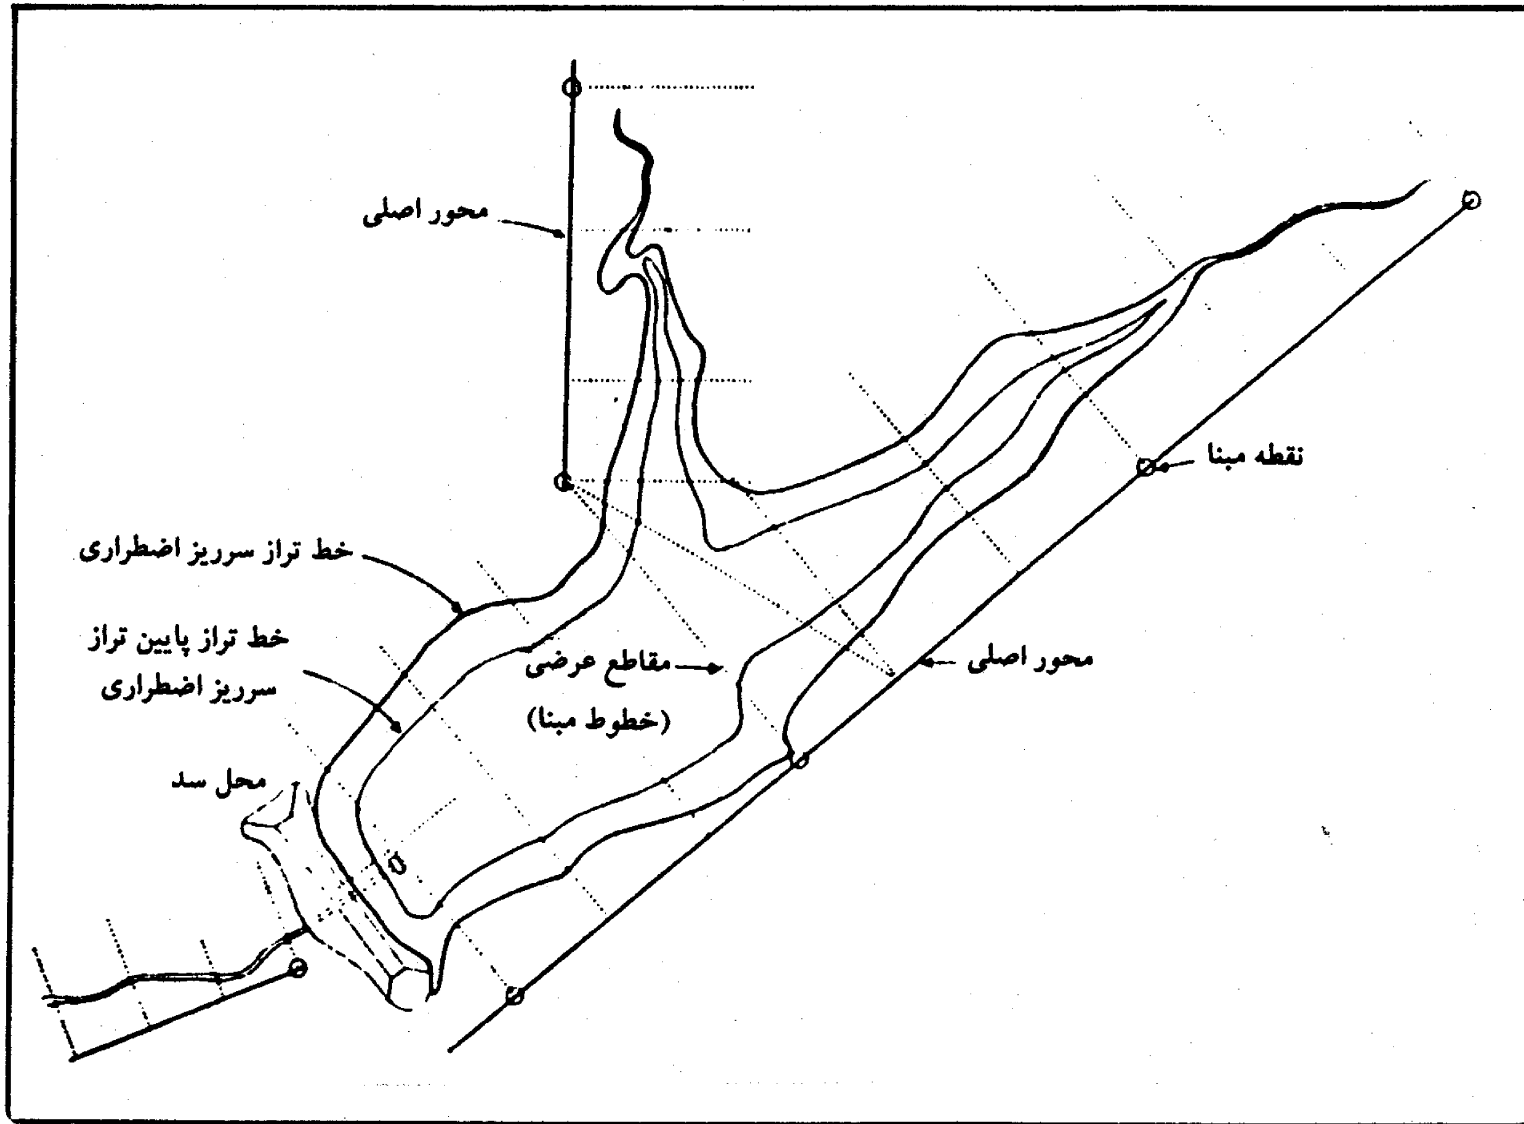 محور اصلی
نقطه مبنا
خط تراز سرریز اضطراری
خط تراز پایین تراز
سرریز اضطراری
مقاطع عرضی
(خطوط مبنا)
محور اصلی
محل سد